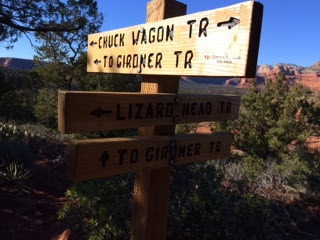 CHUCK WAGON TR
TO GIRDNER TR
LIZARD HEAD TR
TO GIRDNER TR